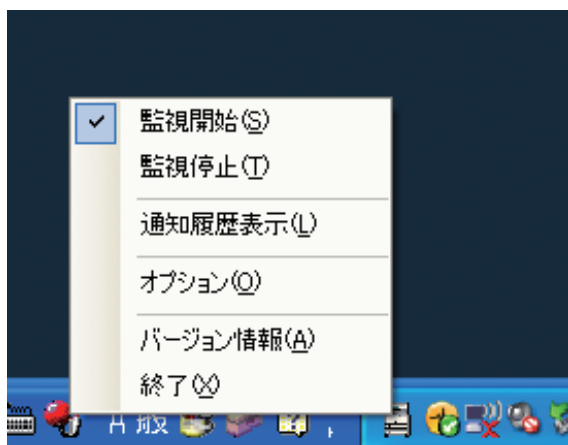 監視開始(S)
監視停止(T)
通知履歴表示(L)
オプション(O)
バージョン情報(A)
終了(X)
A 般